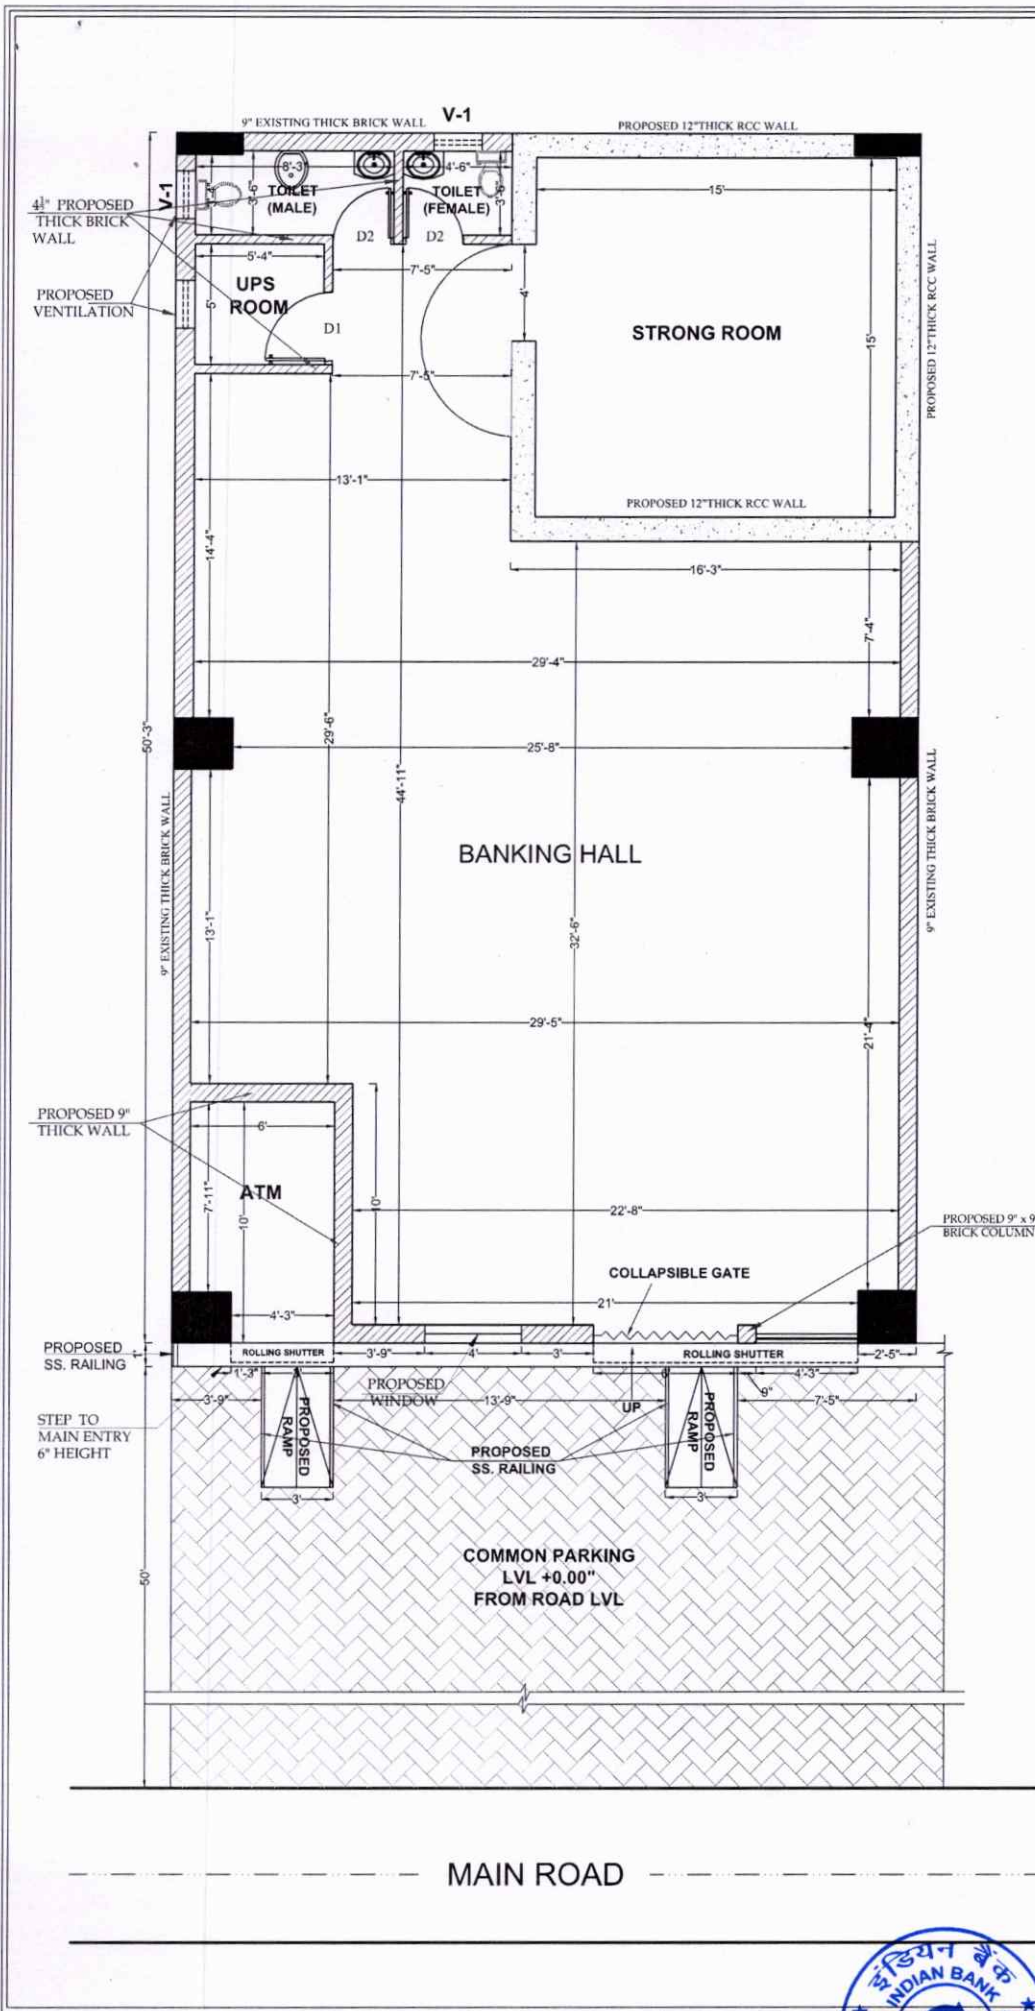 V-1
9" EXISTING THICK BRICK WALL
PROPOSED 12"THICK RCC WALL
V-1
8'-3"
4'-6"
15'
3'-6"
3'-6"
TOILET
(MALE)
TOILET
(FEMALE)
4½" PROPOSED
THICK BRICK
WALL
D2
D2
5'-4"
7'-5"
UPS
ROOM
5'
4'
PROPOSED
VENTILATION
D1
STRONG ROOM
15'
PROPOSED 12"THICK RCC WALL
7'-5"
13'-1"
PROPOSED 12"THICK RCC WALL
14'-4"
16'-3"
7'-4"
29'-4"
50'-3"
29'-6"
25'-8"
44'-11"
BANKING HALL
9" EXISTING THICK BRICK WALL
9" EXISTING THICK BRICK WALL
13'-1"
32'-6"
29'-5"
21'-4"
PROPOSED 9"
THICK WALL
6'
ATM
7'-11"
10'
10'
22'-8"
PROPOSED 9" x 9
BRICK COLUMN
COLLAPSIBLE GATE
21'
4'-3"
PROPOSED
SS. RAILING
ROLLING SHUTTER
3'-9"
4'
3'
ROLLING SHUTTER
2'-5"
1'-3"
4'-3"
3'-9"
PROPOSED
WINDOW
13'-9"
UP
9"
7'-5"
STEP TO
MAIN ENTRY
6" HEIGHT
PROPOSED
RAMP
PROPOSED
SS. RAILING
PROPOSED
RAMP
3'
3'
COMMON PARKING
LVL +0.00"
FROM ROAD LVL
50'
MAIN ROAD
इंडियन बैंक
INDIAN BANK